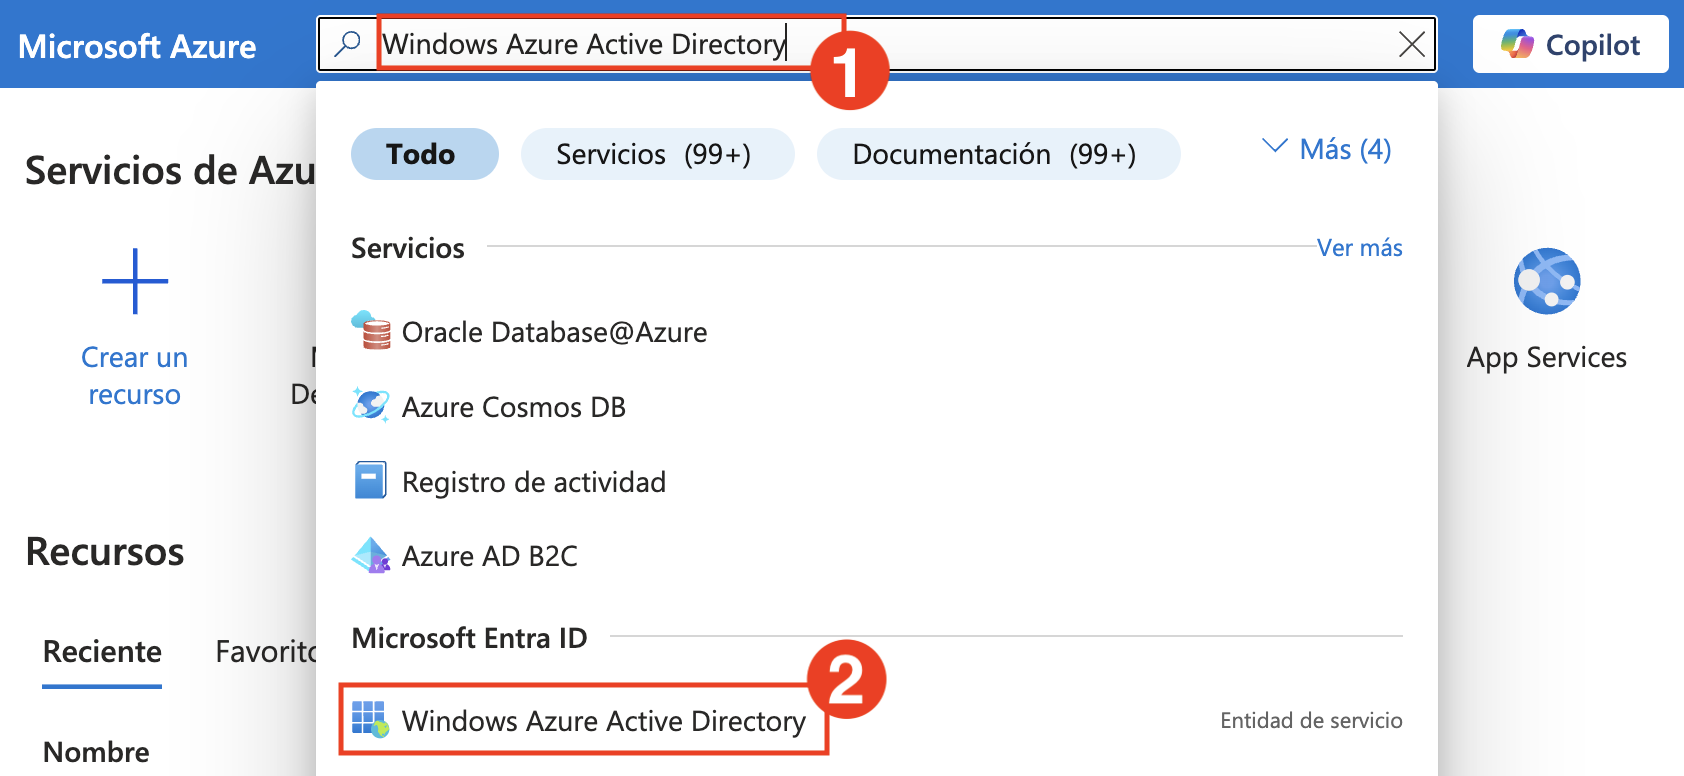 Microsoft Azure
Windows Azure Active Directory
1
Copilot
Todo
Servicios (99+)
Documentación (99+)
Más (4)
Servicios de Azu
Servicios
Ver más
Oracle Database@Azure
Crear un
recurso
App Services
Azure Cosmos DB
Registro de actividad
Azure AD B2C
Recursos
Microsoft Entra ID
Reciente
Favorito
2
Windows Azure Active Directory
Entidad de servicio
Nombre